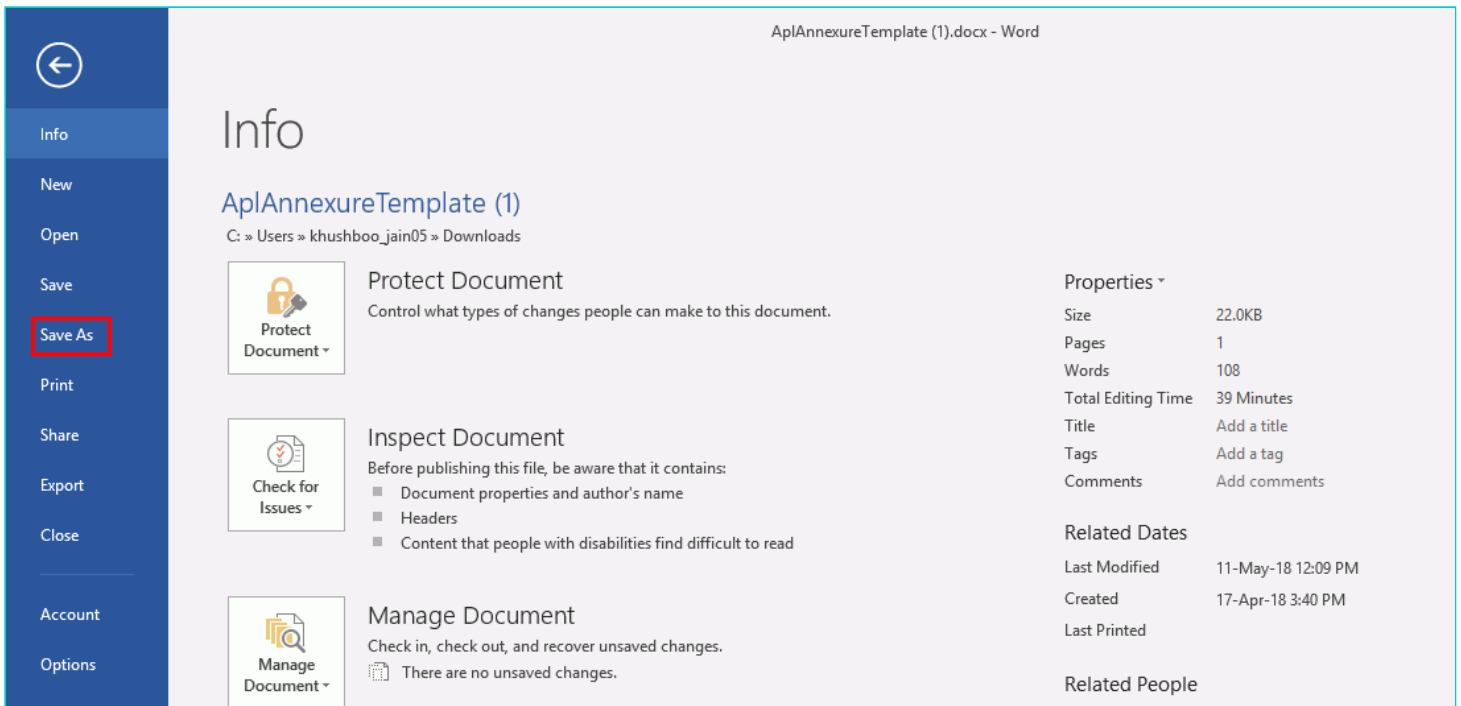 AplAnnexureTemplate (1).docx - Word
Info
New
Open
Save
Save As
Print
Share
Export
Close
Account
Options
Info
AplAnnexureTemplate (1)
C: » Users » khushboo_jain05 » Downloads
Protect
Document
Protect Document
Control what types of changes people can make to this document.
Check for
Issues
Inspect Document
Before publishing this file, be aware that it contains:
Document properties and author's name
Headers
Content that people with disabilities find difficult to read
Manage
Document
Manage Document
Check in, check out, and recover unsaved changes.
There are no unsaved changes.
Properties
Size 22.0KB
Pages 1
Words 108
Total Editing Time 39 Minutes
Title Add a title
Tags Add a tag
Comments Add comments
Related Dates
Last Modified 11-May-18 12:09 PM
Created 17-Apr-18 3:40 PM
Last Printed
Related People